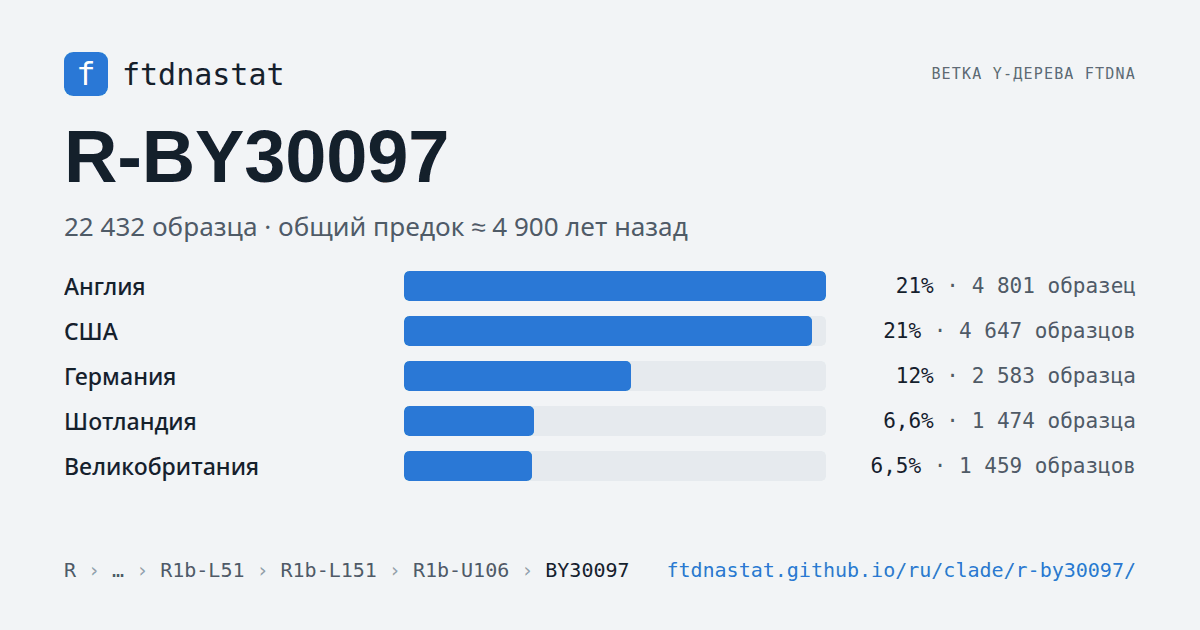 f ftdnastat
ВЕТКА Y-ДЕРЕВА FTDNA
R-BY30097
22 432 образца · общий предок ≈ 4 900 лет назад
Англия 21% · 4 801 образец
США 21% · 4 647 образцов
Германия 12% · 2 583 образца
Шотландия 6,6% · 1 474 образца
Великобритания 6,5% · 1 459 образцов
R › … › R1b-L51 › R1b-L151 › R1b-U106 › BY30097
ftdnastat.github.io/ru/clade/r-by30097/